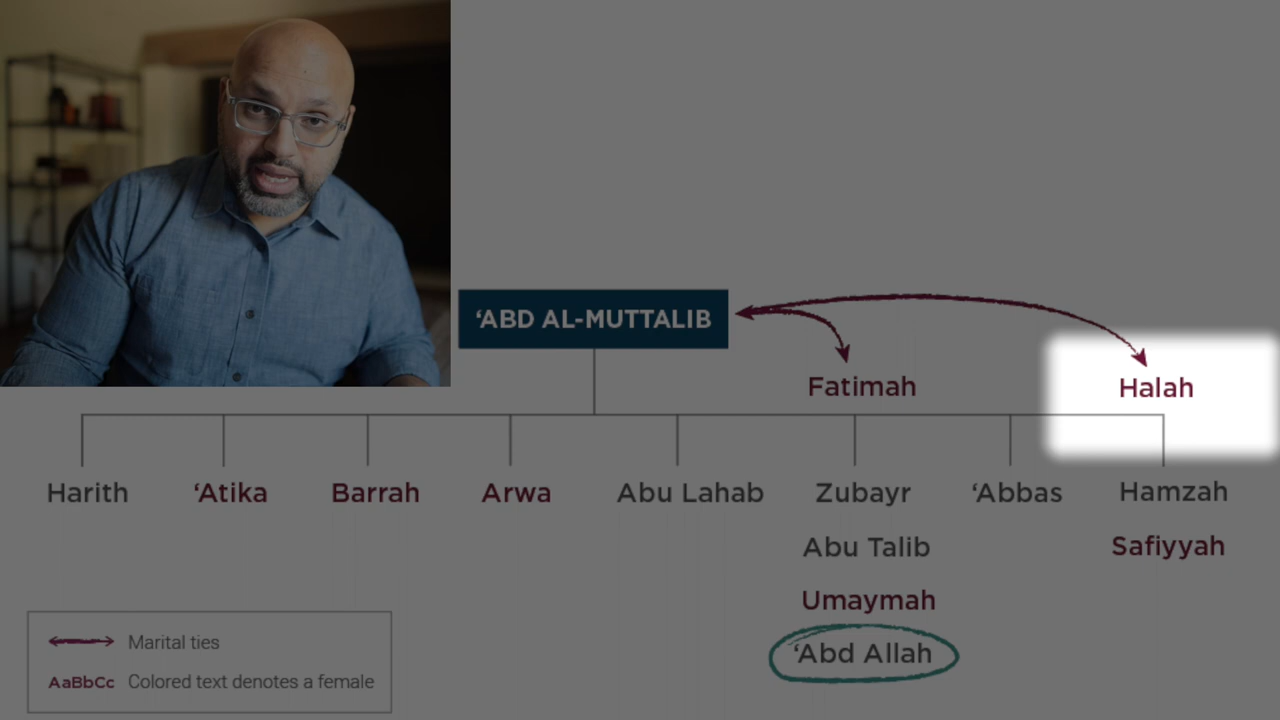 ‘ABD AL-MUTTALIB
Fatimah
Halah
Harith
‘Atika
Barrah
Arwa
Abu Lahab
Zubayr
‘Abbas
Hamzah
Abu Talib
Safiyyah
Umaymah
‘Abd Allah
Marital ties
AaBbCc Colored text denotes a female